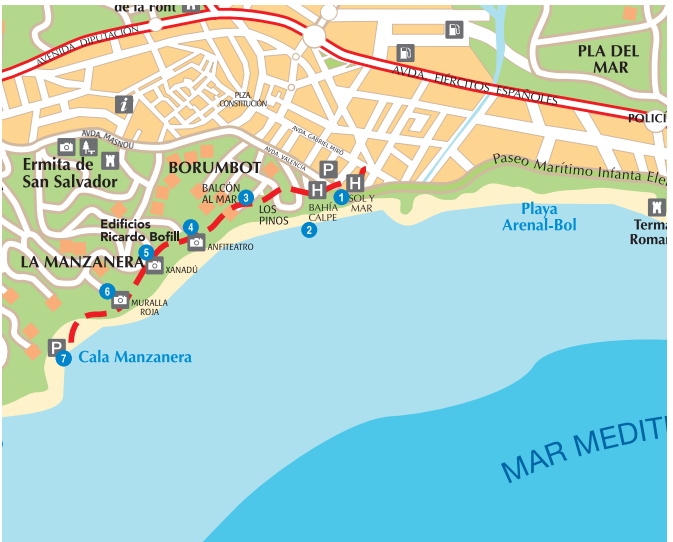 de la Font
AVENIDA DIPUTACIÓN
AVDA. EJÉRCITOS ESPAÑOLES
PLA DEL
MAR
PLZA.
CONSTITUCIÓN
i
POLICÍ
AVDA. MASNOU
AVDA. GABRIEL MIRÓ
AVDA. VALENCIA
Ermita de
San Salvador
BORUMBOT
P
Paseo Marítimo Infanta Ele
BALCÓN
AL MAR
3
H
H
1
SOL Y
MAR
BAHÍA
CALPE
LOS
PINOS
2
Playa
Arenal-Bol
Terma
Roman
Edificios
Ricardo Bofill
4
ANFITEATRO
LA MANZANERA
5
XANADÚ
6
MURALLA
ROJA
P
7
Cala Manzanera
MAR MEDITE